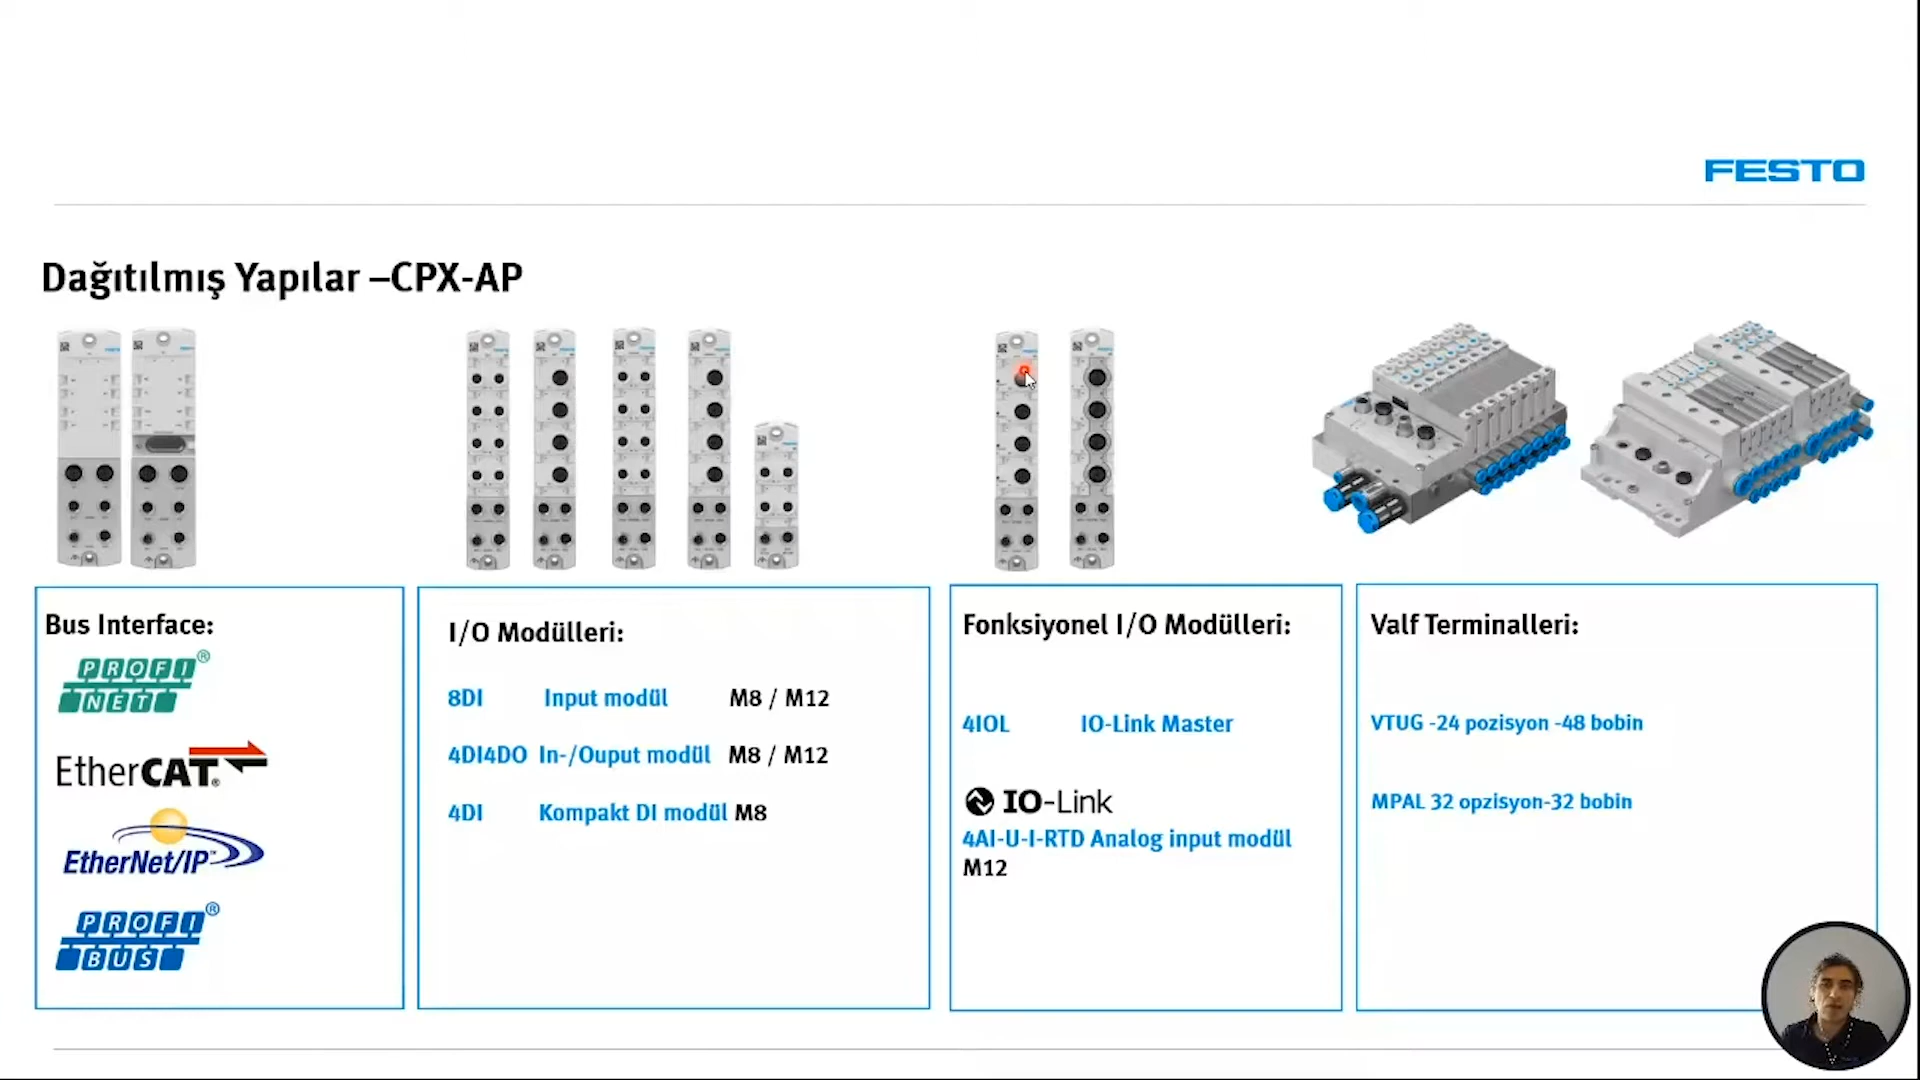 FESTO
Dağıtılmış Yapılar –CPX-AP
Bus Interface:
PROFI
NET
EtherCAT
EtherNet/IP
PROFI
BUS
I/O Modülleri:
8DI Input modül M8 / M12
4DI4DO In-/Ouput modül M8 / M12
4DI Kompakt DI modül M8
Fonksiyonel I/O Modülleri:
4IOL IO-Link Master
IO-Link
4AI-U-I-RTD Analog input modül
M12
Valf Terminalleri:
VTUG -24 pozisyon -48 bobin
MPAL 32 opzisyon-32 bobin